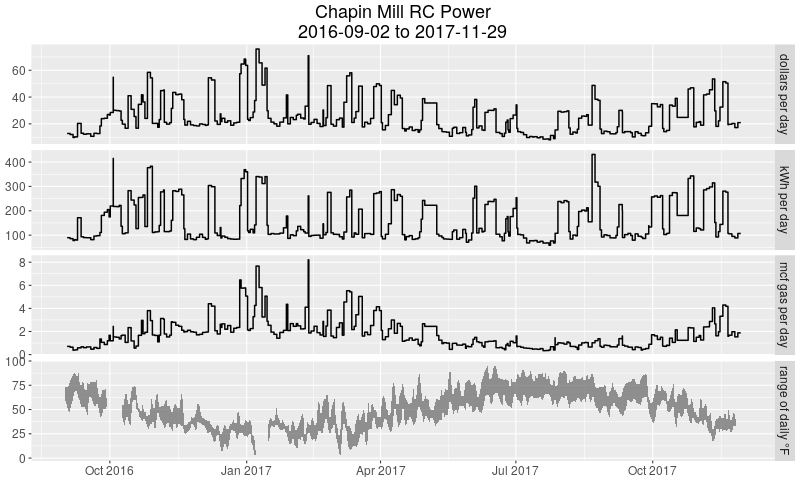 Chapin Mill RC Power
2016-09-02 to 2017-11-29
60
40
20
dollars per day
400
300
200
100
kWh per day
8
6
4
2
0
mcf gas per day
100
75
50
25
0
range of daily °F
Oct 2016
Jan 2017
Apr 2017
Jul 2017
Oct 2017